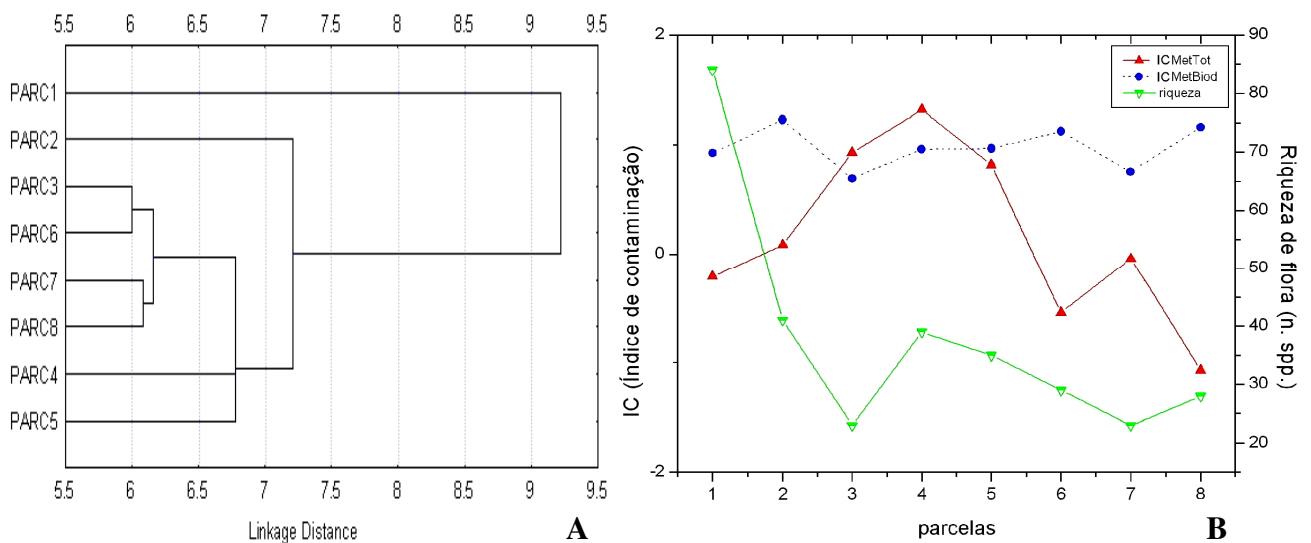 5.5 6 6.5 7 7.5 8 8.5 9 9.5
PARC1
PARC2
PARC3
PARC6
PARC7
PARC8
PARC4
PARC5
5.5 6 6.5 7 7.5 8 8.5 9 9.5
Linkage Distance
A
2
0
-2
IC (Índice de contaminação)
ICMetTot
ICMetBiod
riqueza
90
80
70
60
50
40
30
20
Riqueza de flora (n. spp.)
1 2 3 4 5 6 7 8
parcelas
B